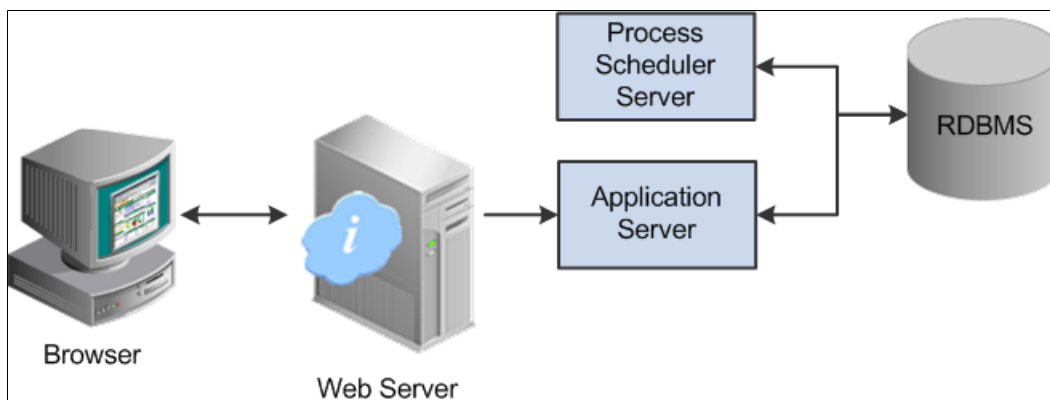 Process
Scheduler
Server
RDBMS
Application
Server
i
Browser
Web Server